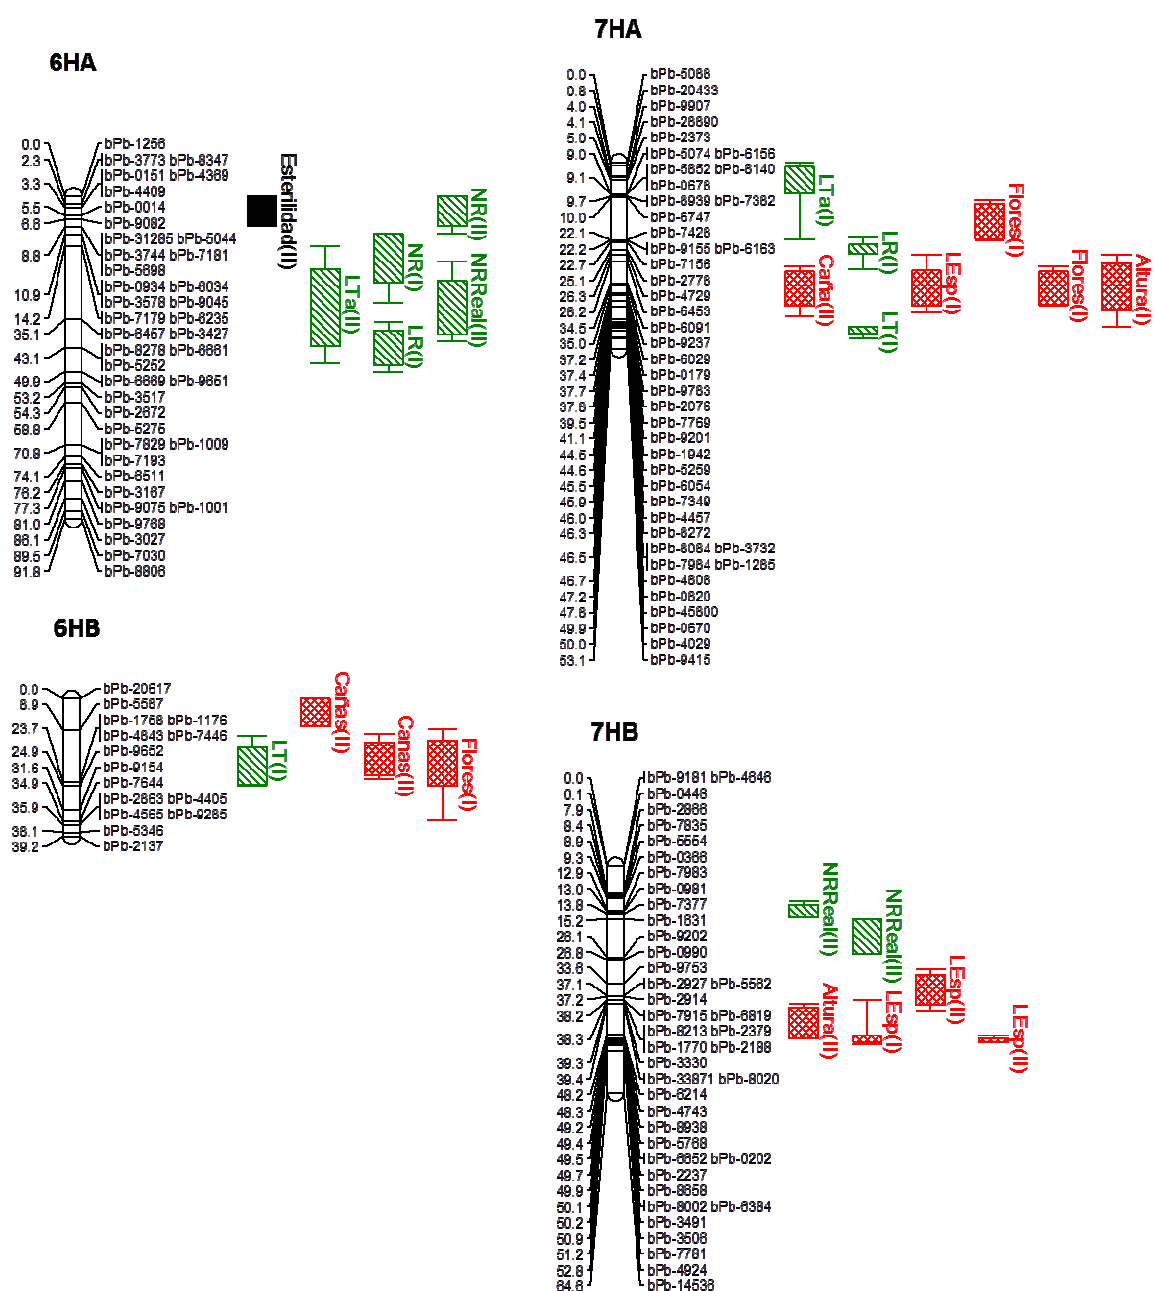 6HA
0.0 bPb-1256
2.3 bPb-3773 bPb-8347
bPb-0151 bPb-4369
3.3 bPb-4409
5.5 bPb-0014
6.8 bPb-9082
bPb-31285 bPb-5044
8.8 bPb-3744 bPb-7181
bPb-5698
bPb-0934 bPb-6034
10.9 bPb-3578 bPb-9045
14.2 bPb-7179 bPb-6235
35.1 bPb-6467 bPb-3427
bPb-8278 bPb-6661
43.1 bPb-5252
49.9 bPb-6669 bPb-9651
53.2 bPb-3517
54.3 bPb-2672
58.8 bPb-6275
bPb-7829 bPb-1009
70.8 bPb-7193
74.1 bPb-6511
76.2 bPb-3167
77.3 bPb-9075 bPb-1001
81.0 bPb-9768
86.1 bPb-3027
89.5 bPb-7030
91.8 bPb-8806
Esterilidad(II)
LTa(II)
NR(I)
LR(I)
NR(II)
NRReal(II)
6HB
0.0 bPb-20617
8.9 bPb-5567
bPb-1758 bPb-1176
23.7 bPb-4843 bPb-7446
24.9 bPb-9652
31.6 bPb-9154
34.9 bPb-7644
bPb-2863 bPb-4405
35.9 bPb-4565 bPb-9285
38.1 bPb-5346
39.2 bPb-2137
LT(I)
Cañas(II)
Canas(II)
Flores(I)
7HA
0.0 bPb-5088
0.8 bPb-20433
4.0 bPb-9907
4.1 bPb-28690
5.0 bPb-2373
9.0 bPb-5074 bPb-6156
bPb-5852 bPb-6140
9.1 bPb-0678
9.7 bPb-6939 bPb-7382
10.0 bPb-6747
22.1 bPb-7428
22.2 bPb-9155 bPb-6163
22.7 bPb-7156
25.1 bPb-2778
26.3 bPb-4729
28.2 bPb-6453
34.5 bPb-6091
35.0 bPb-9237
37.2 bPb-6029
37.4 bPb-0179
37.7 bPb-9783
37.8 bPb-2076
39.5 bPb-7769
41.1 bPb-9201
44.5 bPb-1942
44.6 bPb-5259
45.5 bPb-6054
45.9 bPb-7349
46.0 bPb-4457
46.3 bPb-6272
bPb-6064 bPb-3732
46.5 bPb-7984 bPb-1285
46.7 bPb-4608
47.2 bPb-0820
47.8 bPb-45600
49.9 bPb-0670
50.0 bPb-4029
53.1 bPb-9415
LTa(I)
Caña(II)
LR(I)
LT(I)
LEsp(I)
Flores(I)
Flores(I)
Altura(I)
7HB
0.0 bPb-9181 bPb-4646
0.1 bPb-0446
7.9 bPb-2866
8.4 bPb-7835
8.9 bPb-5554
9.3 bPb-0366
12.9 bPb-7983
13.0 bPb-0981
13.8 bPb-7377
15.2 bPb-1631
28.1 bPb-9202
28.8 bPb-0990
33.6 bPb-9753
37.1 bPb-2927 bPb-5562
37.2 bPb-2914
38.2 bPb-7915 bPb-6819
bPb-8213 bPb-2379
38.3 bPb-1770 bPb-2188
39.3 bPb-3330
39.4 bPb-33871 bPb-8020
48.2 bPb-6214
48.3 bPb-4743
49.2 bPb-8938
49.4 bPb-5768
49.5 bPb-6652 bPb-0202
49.7 bPb-2237
49.9 bPb-8658
50.1 bPb-8002 bPb-6384
50.2 bPb-3491
50.9 bPb-3506
51.2 bPb-7781
52.8 bPb-4924
64.6 bPb-14536
NRReal(II)
NRReal(II)
Altura(II)
LEsp(I)
LEsp(II)
LEsp(II)